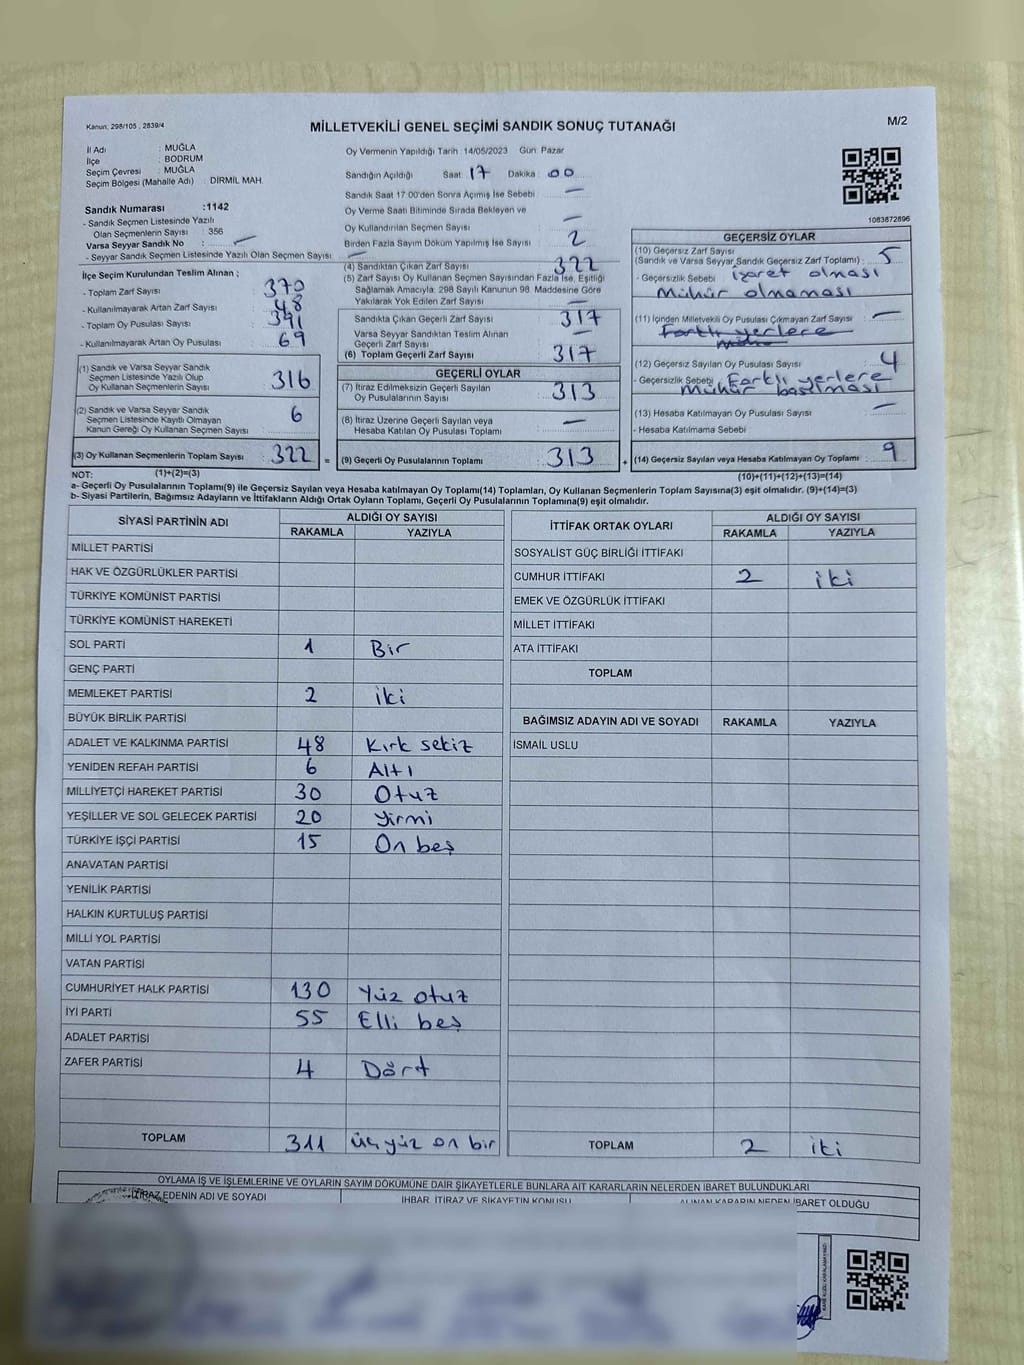 Kanun, 298/105 , 2839/4
MİLLETVEKİLİ GENEL SEÇİMİ SANDIK SONUÇ TUTANAĞI
M/2
İl Adı : MUĞLA
İlçe : BODRUM
Seçim Çevresi : MUĞLA
Seçim Bölgesi (Mahalle Adı) : DİRMİL MAH.
Sandık Numarası :1142
- Sandık Seçmen Listesinde Yazılı
Olan Seçmenlerin Sayısı : 356
Varsa Seyyar Sandık No : —
- Seyyar Sandık Seçmen Listesinde Yazılı Olan Seçmen Sayısı : —
İlçe Seçim Kurulundan Teslim Alınan ;
- Toplam Zarf Sayısı : 370
- Kullanılmayarak Artan Zarf Sayısı : 48
- Toplam Oy Pusulası Sayısı : 391
- Kullanılmayarak Artan Oy Pusulası : 69
(1) Sandık ve Varsa Seyyar Sandık
Seçmen Listesinde Yazılı Olup
Oy Kullanan Seçmenlerin Sayısı : 316
(2) Sandık ve Varsa Seyyar Sandık
Seçmen Listesinde Kayıtlı Olmayan
Kanun Gereği Oy Kullanan Seçmen Sayısı : 6
(3) Oy Kullanan Seçmenlerin Toplam Sayısı : 322
Oy Vermenin Yapıldığı Tarih :14/05/2023 Gün: Pazar
Sandığın Açıldığı Saat : 17 Dakika : 00
Sandık Saat 17:00'den Sonra Açımış İse Sebebi : —
Oy Verme Saati Bitiminde Sırada Bekleyen ve
Oy Kullandırılan Seçmen Sayısı : —
Birden Fazla Sayım Döküm Yapılmış İse Sayısı : 2
(4) Sandıktan Çıkan Zarf Sayısı : 322
(5) Zarf Sayısı Oy Kullanan Seçmen Sayısından Fazla İse, Eşitliği
Sağlamak Amacıyla; 298 Sayılı Kanunun 98. Maddesine Göre
Yakılarak Yok Edilen Zarf Sayısı : —
Sandıkta Çıkan Geçerli Zarf Sayısı : 317
Varsa Seyyar Sandıktan Teslim Alınan
Geçerli Zarf Sayısı : —
(6) Toplam Geçerli Zarf Sayısı : 317
GEÇERLİ OYLAR
(7) İtiraz Edilmeksizin Geçerli Sayılan
Oy Pusulalarının Sayısı : 313
(8) İtiraz Üzerine Geçerli Sayılan veya
Hesaba Katılan Oy Pusulası Toplamı : —
= (9) Geçerli Oy Pusulalarının Toplamı : 313 +
1083872896
GEÇERSİZ OYLAR
(10) Geçersiz Zarf Sayısı
(Sandık ve Varsa Seyyar Sandık Geçersiz Zarf Toplamı) : 5
- Geçersizlik Sebebi : işaret olması
mühür olmaması
(11) İçinden Milletvekili Oy Pusulası Çıkmayan Zarf Sayısı : —
Farklı yerlere
(12) Geçersiz Sayılan Oy Pusulası Sayısı : 4
- Geçersizlik Sebebi : Farklı yerlere
Mühür basılması
(13) Hesaba Katılmayan Oy Pusulası Sayısı : —
- Hesaba Katılmama Sebebi :
(14) Geçersiz Sayılan veya Hesaba Katılmayan Oy Toplamı : 9
NOT: (1)+(2)=(3)
(10)+(11)+(12)+(13)=(14)
a- Geçerli Oy Pusulalarının Toplamı(9) ile Geçersiz Sayılan veya Hesaba katılmayan Oy Toplamı(14) Toplamları, Oy Kullanan Seçmenlerin Toplam Sayısına(3) eşit olmalıdır. (9)+(14)=(3)
b- Siyasi Partilerin, Bağımsız Adayların ve İttifakların Aldığı Ortak Oyların Toplamı, Geçerli Oy Pusulalarının Toplamına(9) eşit olmalıdır.
SİYASİ PARTİNİN ADI ALDIĞI OY SAYISI
RAKAMLA YAZIYLA
MİLLET PARTİSİ
HAK VE ÖZGÜRLÜKLER PARTİSİ
TÜRKİYE KOMÜNİST PARTİSİ
TÜRKİYE KOMÜNİST HAREKETİ
SOL PARTİ 1 Bir
GENÇ PARTİ
MEMLEKET PARTİSİ 2 iki
BÜYÜK BİRLİK PARTİSİ
ADALET VE KALKINMA PARTİSİ 48 Kırk sekiz
YENİDEN REFAH PARTİSİ 6 Altı
MİLLİYETÇİ HAREKET PARTİSİ 30 Otuz
YEŞİLLER VE SOL GELECEK PARTİSİ 20 Yirmi
TÜRKİYE İŞÇİ PARTİSİ 15 On beş
ANAVATAN PARTİSİ
YENİLİK PARTİSİ
HALKIN KURTULUŞ PARTİSİ
MİLLİ YOL PARTİSİ
VATAN PARTİSİ
CUMHURİYET HALK PARTİSİ 130 Yüz otuz
İYİ PARTİ 55 Elli beş
ADALET PARTİSİ
ZAFER PARTİSİ 4 Dört
TOPLAM 311 üç yüz on bir
İTTİFAK ORTAK OYLARI ALDIĞI OY SAYISI
RAKAMLA YAZIYLA
SOSYALİST GÜÇ BİRLİĞİ İTTİFAKI
CUMHUR İTTİFAKI 2 iki
EMEK VE ÖZGÜRLÜK İTTİFAKI
MİLLET İTTİFAKI
ATA İTTİFAKI
TOPLAM
BAĞIMSIZ ADAYIN ADI VE SOYADI RAKAMLA YAZIYLA
İSMAİL USLU
TOPLAM 2 iki
OYLAMA İŞ VE İŞLEMLERİNE VE OYLARIN SAYIM DÖKÜMÜNE DAİR ŞİKAYETLERLE BUNLARA AİT KARARLARIN NELERDEN İBARET BULUNDUKLARI
İTİRAZ EDENİN ADI VE SOYADI İHBAR, İTİRAZ VE ŞİKAYETİN KONUSU ALINAN KARARIN NEDEN İBARET OLDUĞU